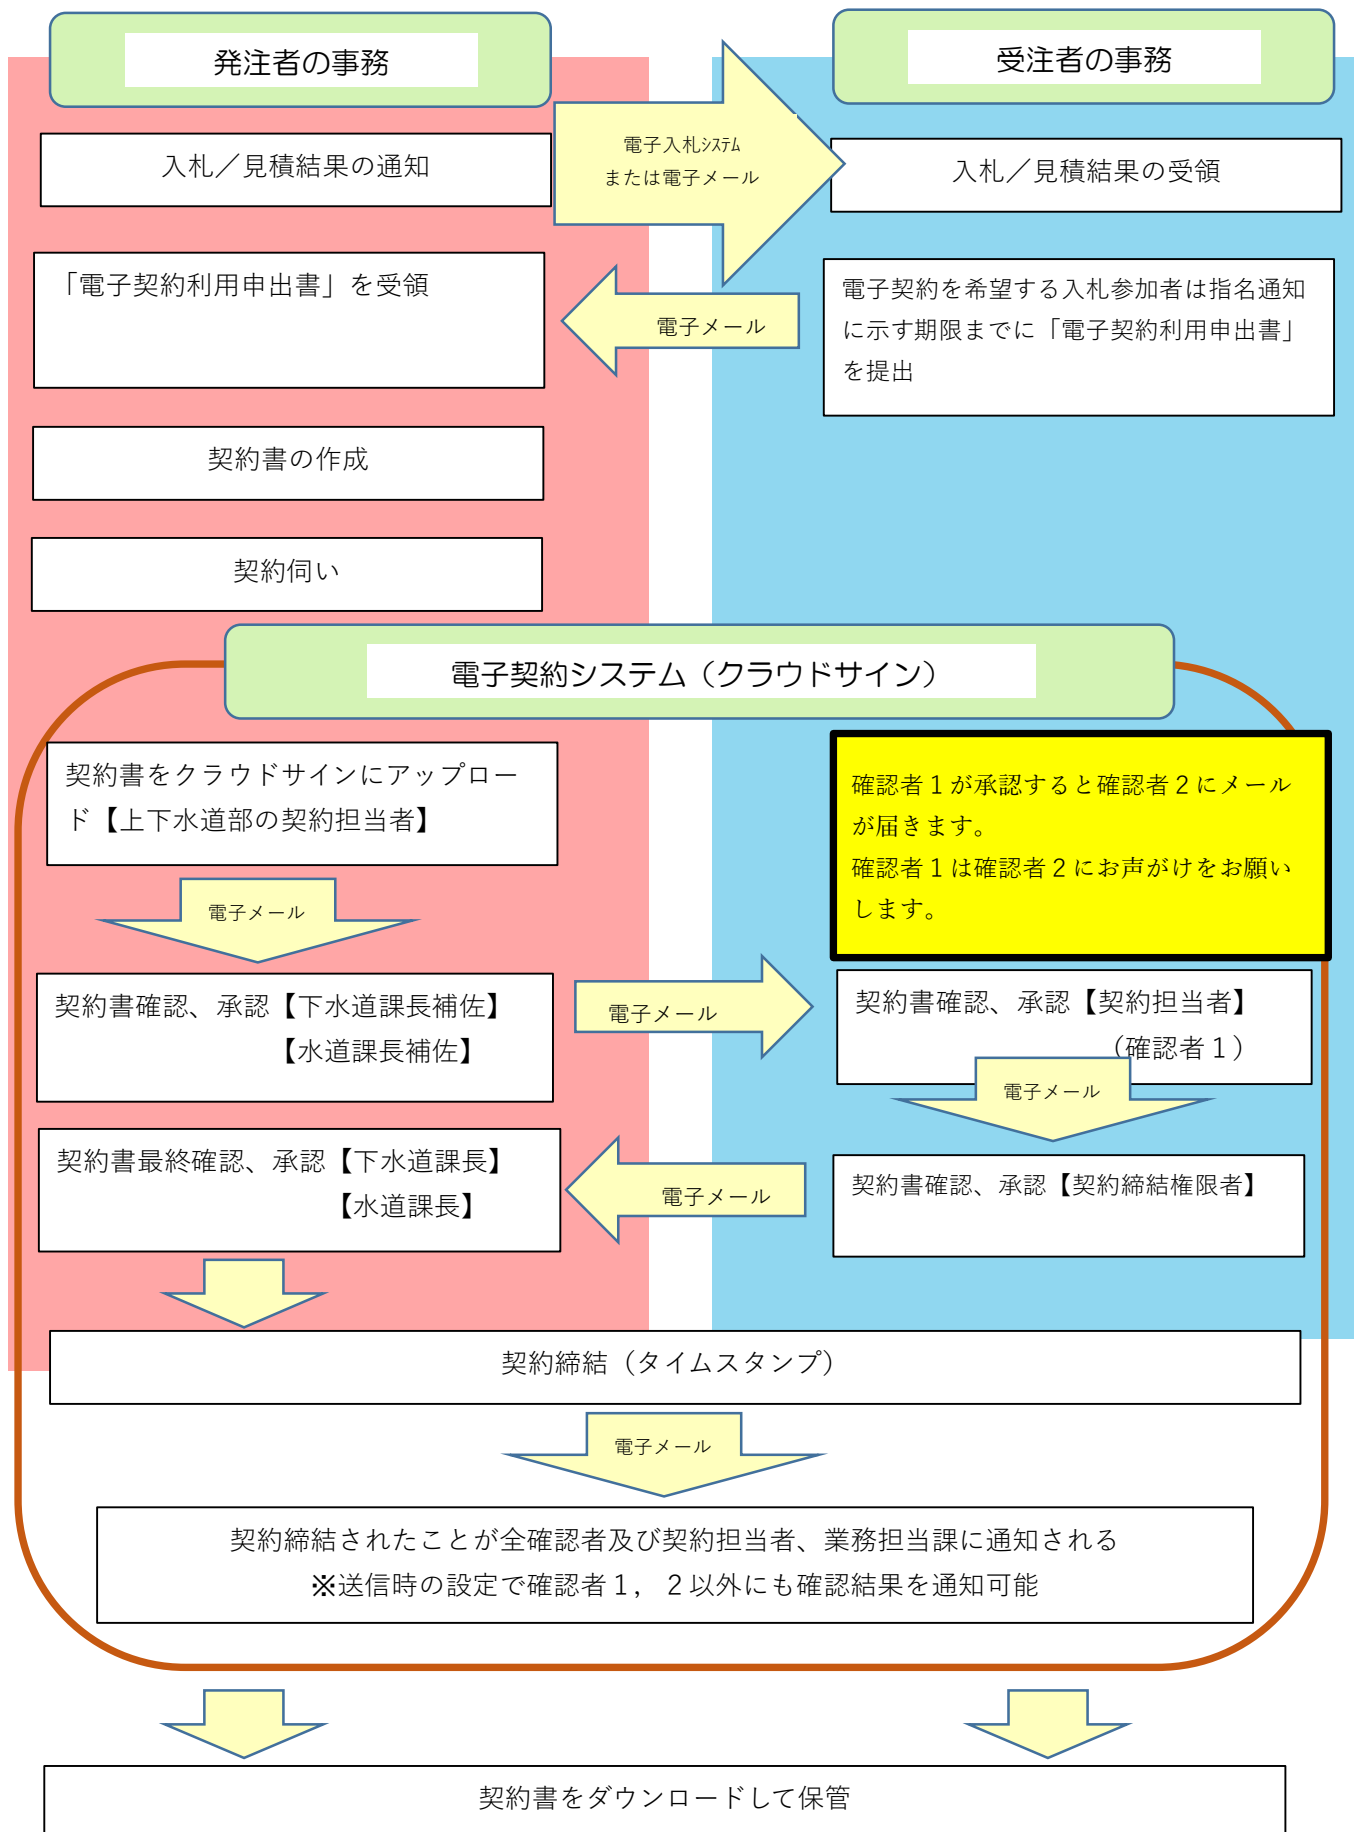 発注者の事務
受注者の事務
入札／見積結果の通知
電子入札ｼｽﾃﾑ
または電子メール
入札／見積結果の受領
「電子契約利用申出書」を受領
電子メール
電子契約を希望する入札参加者は指名通知
に示す期限までに「電子契約利用申出書」
を提出
契約書の作成
契約伺い
電子契約システム（クラウドサイン）
契約書をクラウドサインにアップロー
ド【上下水道部の契約担当者】
確認者１が承認すると確認者２にメール
が届きます。
確認者１は確認者２にお声がけをお願い
します。
電子メール
契約書確認、承認【下水道課長補佐】
【水道課長補佐】
電子メール
契約書確認、承認【契約担当者】
（確認者１）
電子メール
契約書最終確認、承認【下水道課長】
【水道課長】
電子メール
契約書確認、承認【契約締結権限者】
契約締結（タイムスタンプ）
電子メール
契約締結されたことが全確認者及び契約担当者、業務担当課に通知される
※送信時の設定で確認者１，２以外にも確認結果を通知可能
契約書をダウンロードして保管